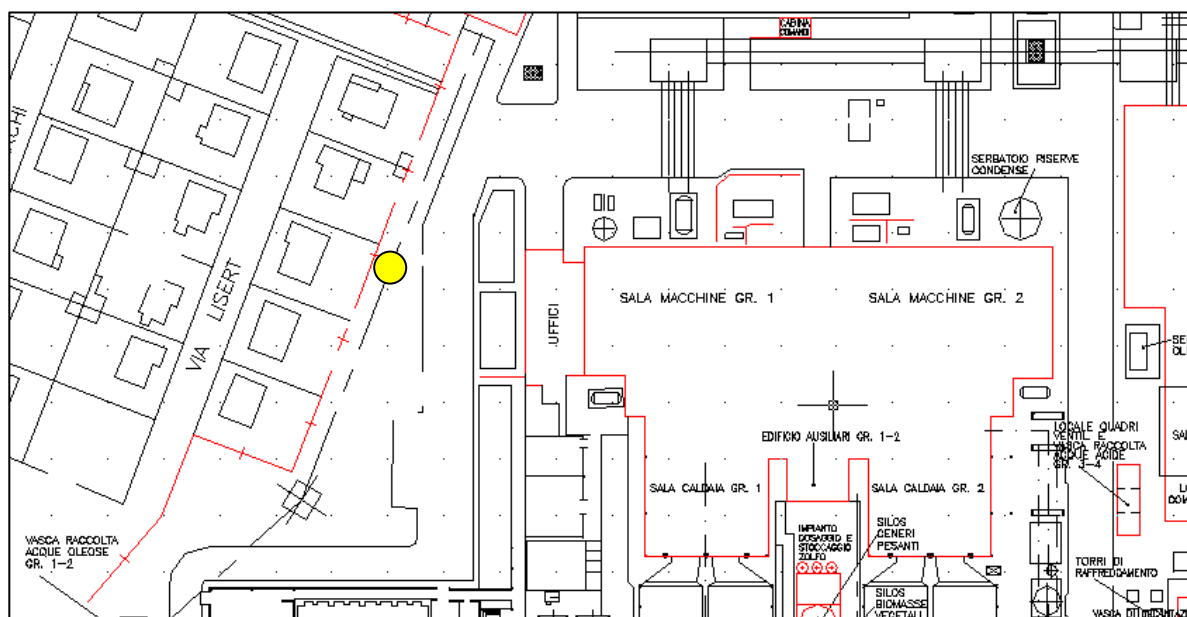 CABINA
COMANDI
SERBATOIO RISERVE
CONDENSE
SALA MACCHINE GR. 1
SALA MACCHINE GR. 2
UFFICI
VIA LISERT
EDIFICIO AUSILIARI GR. 1-2
LOCALE QUADRI
VENTIL E
VASCA RACCOLTA
ACQUE ACIDE
GR. 3-4
SALA CALDAIA GR. 1
SALA CALDAIA GR. 2
IMPIANTO
DOSAGGIO E
STOCCAGGIO
ZOLFO
SILOS
CENERI
PESANTI
VASCA RACCOLTA
ACQUE OLEOSE
GR. 1-2
TORRI DI
RAFFREDDAMENTO
SILOS
BIOMASSE
VEGETALI